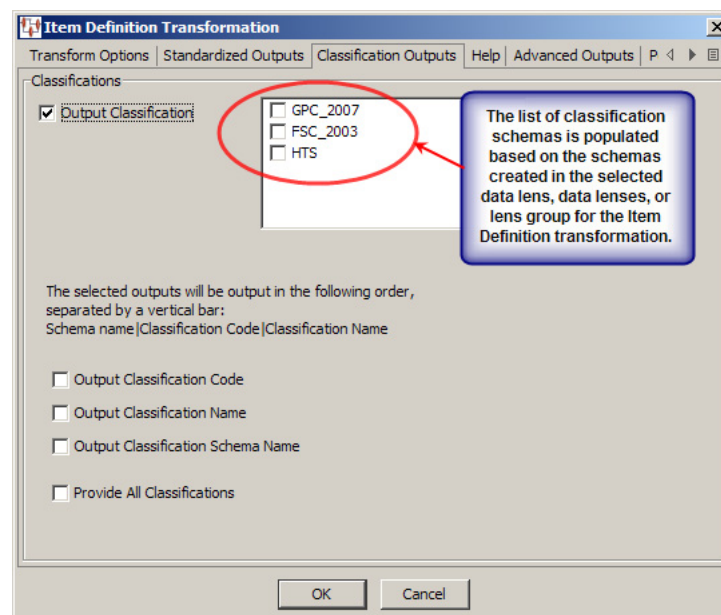 Item Definition Transformation
Transform Options | Standardized Outputs | Classification Outputs | Help | Advanced Outputs | P
Classifications
Output Classification
GPC_2007
FSC_2003
HTS
The list of classification
schemas is populated
based on the schemas
created in the selected
data lens, data lenses, or
lens group for the Item
Definition transformation.
The selected outputs will be output in the following order,
separated by a vertical bar:
Schema name|Classification Code|Classification Name
Output Classification Code
Output Classification Name
Output Classification Schema Name
Provide All Classifications
OK
Cancel